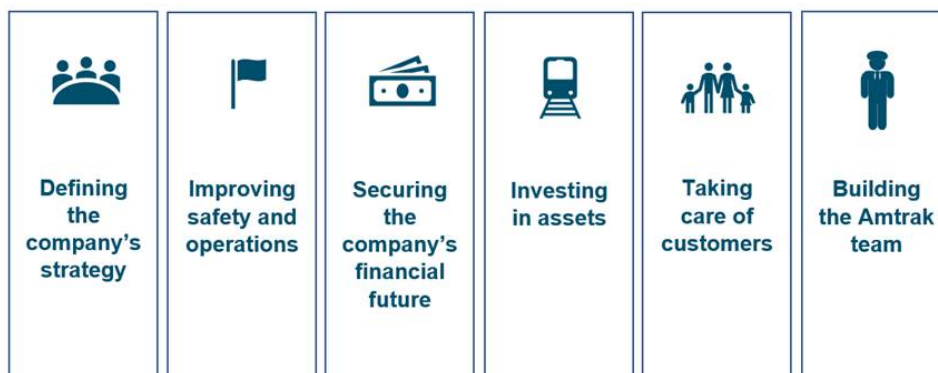 Defining
the
company's
strategy
Improving
safety and
operations
Securing
the
company's
financial
future
Investing
in assets
Taking
care of
customers
Building
the Amtrak
team